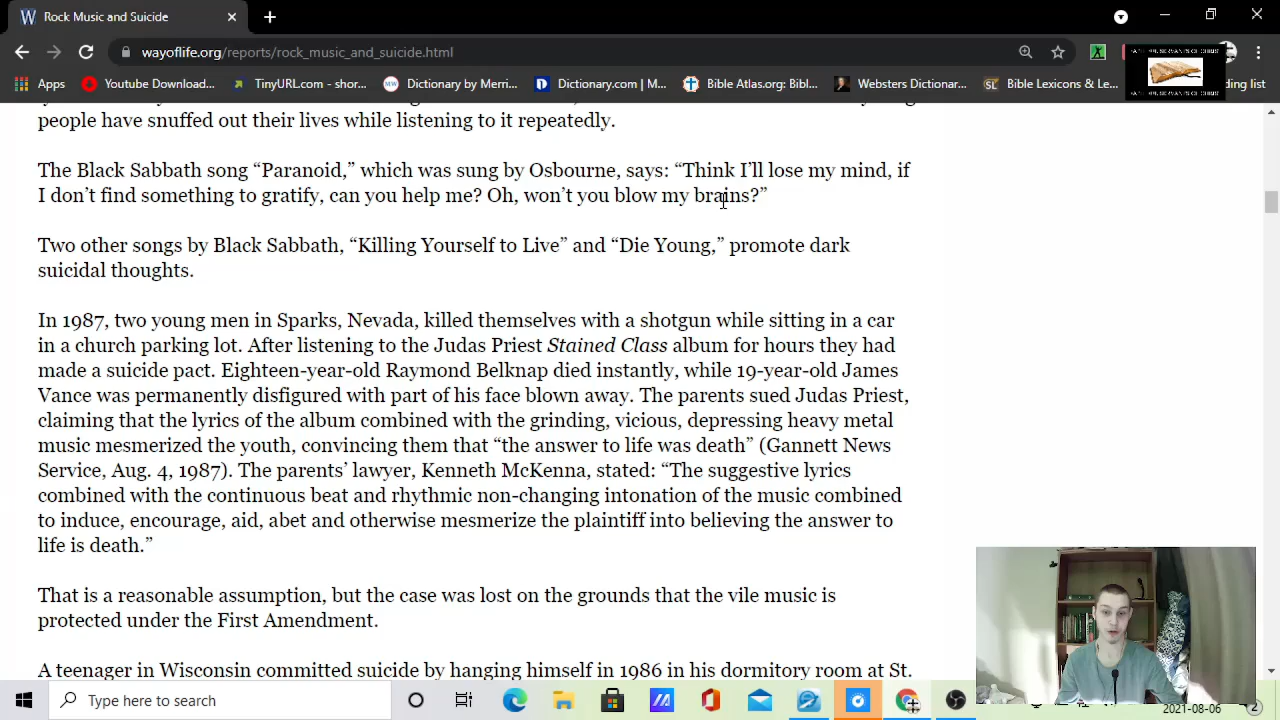 Rock Music and Suicide
wayoflife.org/reports/rock_music_and_suicide.html
Apps
Youtube Download...
TinyURL.com - shor...
Dictionary - Merri...
Dictionary.com | M...
Bible Atlas.org: Bibl...
Websters Dictionar...
Bible Lexicons & Le...
ding list
people have snuffed out their lives while listening to it repeatedly.
The Black Sabbath song “Paranoid,” which was sung by Osbourne, says: “Think I’ll lose my mind, if
I don’t find something to gratify, can you help me? Oh, won’t you blow my brains?”
Two other songs by Black Sabbath, “Killing Yourself to Live” and “Die Young,” promote dark
suicidal thoughts.
In 1987, two young men in Sparks, Nevada, killed themselves with a shotgun while sitting in a car
in a church parking lot. After listening to the Judas Priest Stained Class album for hours they had
made a suicide pact. Eighteen-year-old Raymond Belknap died instantly, while 19-year-old James
Vance was permanently disfigured with part of his face blown away. The parents sued Judas Priest,
claiming that the lyrics of the album combined with the grinding, vicious, depressing heavy metal
music mesmerized the youth, convincing them that “the answer to life was death” (Gannett News
Service, Aug. 4, 1987). The parents’ lawyer, Kenneth McKenna, stated: “The suggestive lyrics
combined with the continuous beat and rhythmic non-changing intonation of the music combined
to induce, encourage, aid, abet and otherwise mesmerize the plaintiff into believing the answer to
life is death.”
That is a reasonable assumption, but the case was lost on the grounds that the vile music is
protected under the First Amendment.
A teenager in Wisconsin committed suicide by hanging himself in 1986 in his dormitory room at St.
Type here to search
2021-08-06
2